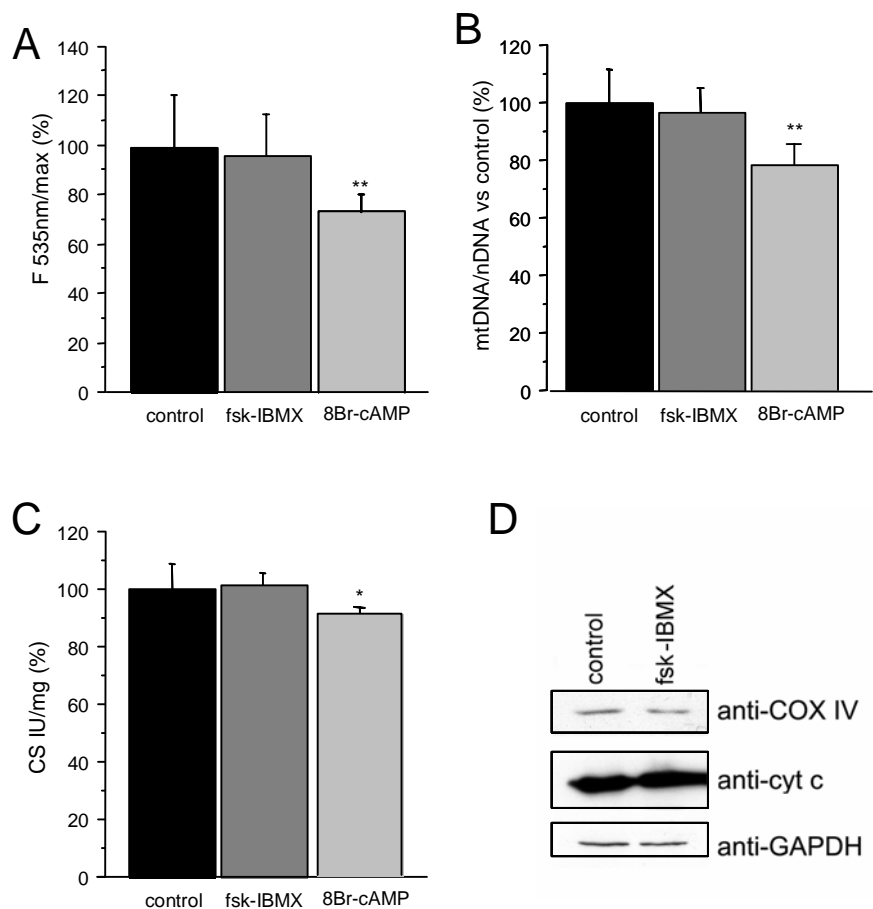 A
F 535nm/max (%)
140
120
100
80
60
40
20
0
**
control fsk-IBMX 8Br-cAMP
B
mtDNA/nDNA vs control (%)
120
100
80
60
40
20
0
**
control fsk-IBMX 8Br-cAMP
C
CS IU/mg (%)
120
100
80
60
40
20
0
*
control fsk-IBMX 8Br-cAMP
D
control
fsk-IBMX
anti-COX IV
anti-cyt c
anti-GAPDH